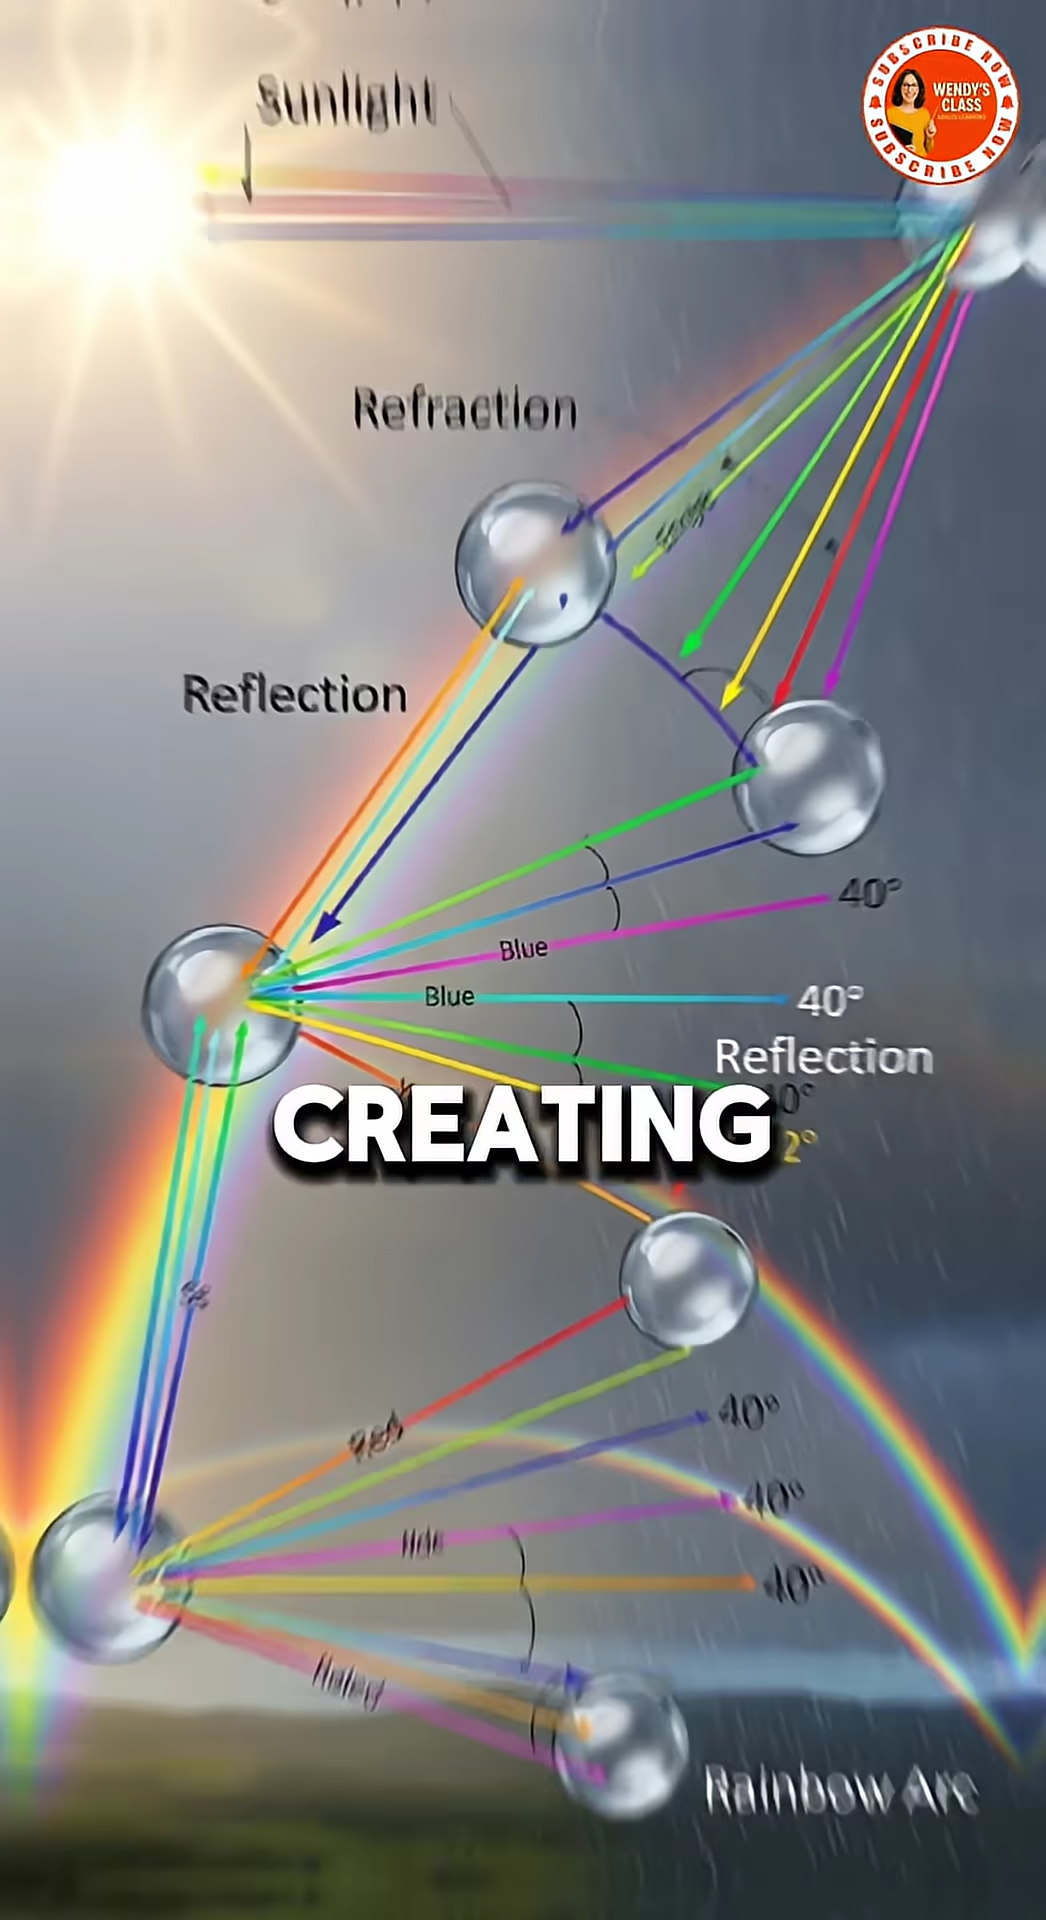 Sunlight
SUBSCRIBE NOW
WENDY'S
CLASS
SUBSCRIBE NOW
Refraction
Reflection
40°
Blue
Blue
40°
Reflection
CREATING
2°
40°
40°
40°
Rainbow Arc